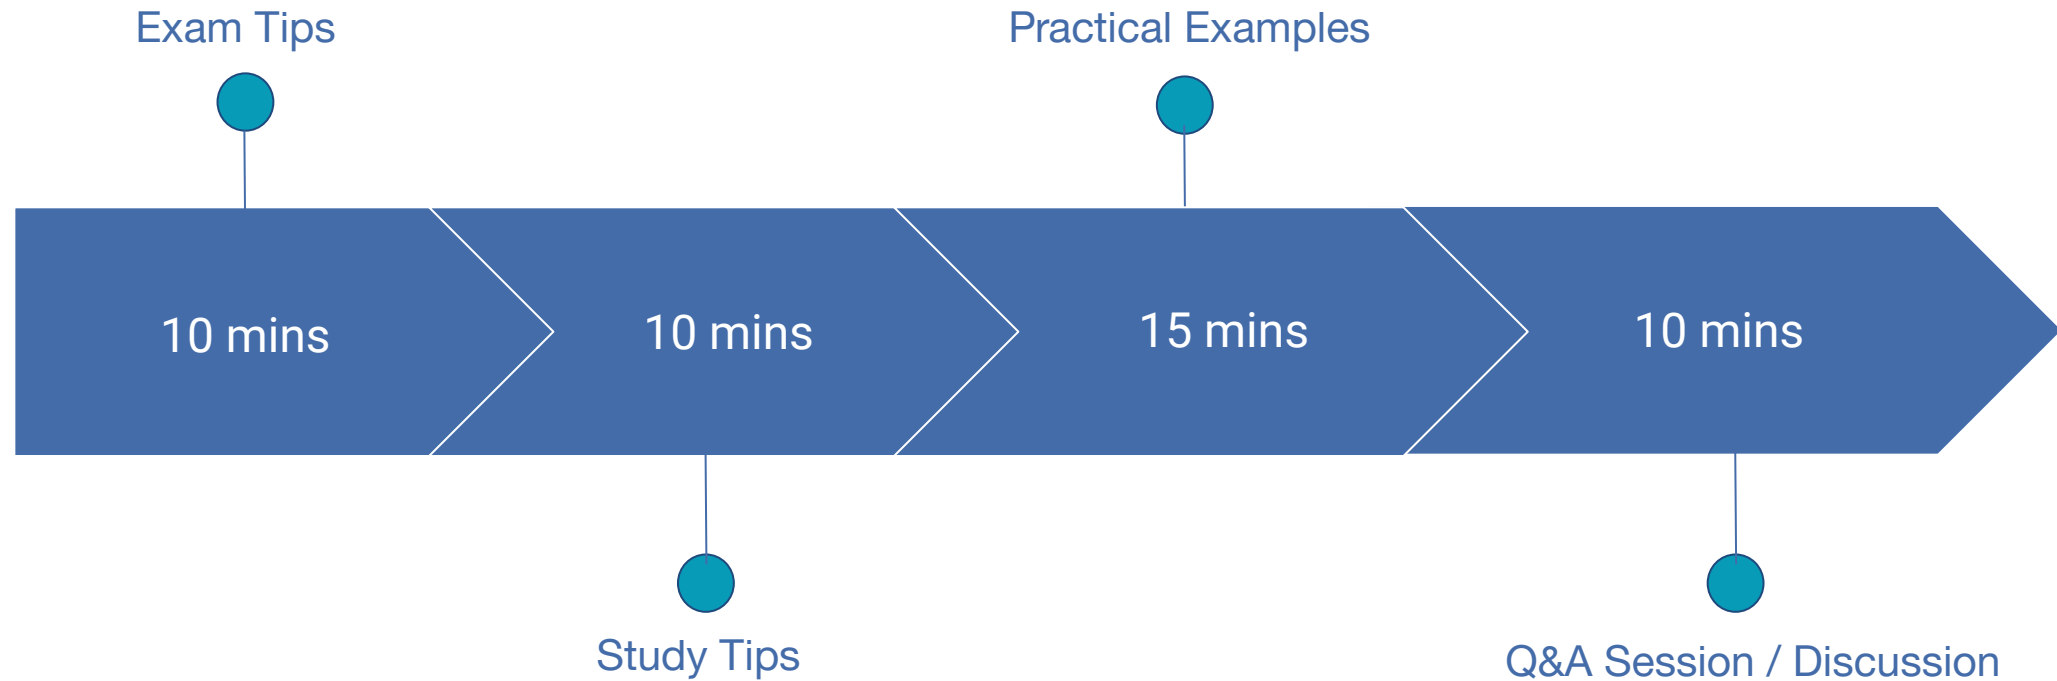 Exam Tips
Practical Examples
10 mins
10 mins
15 mins
10 mins
Study Tips
Q&A Session / Discussion